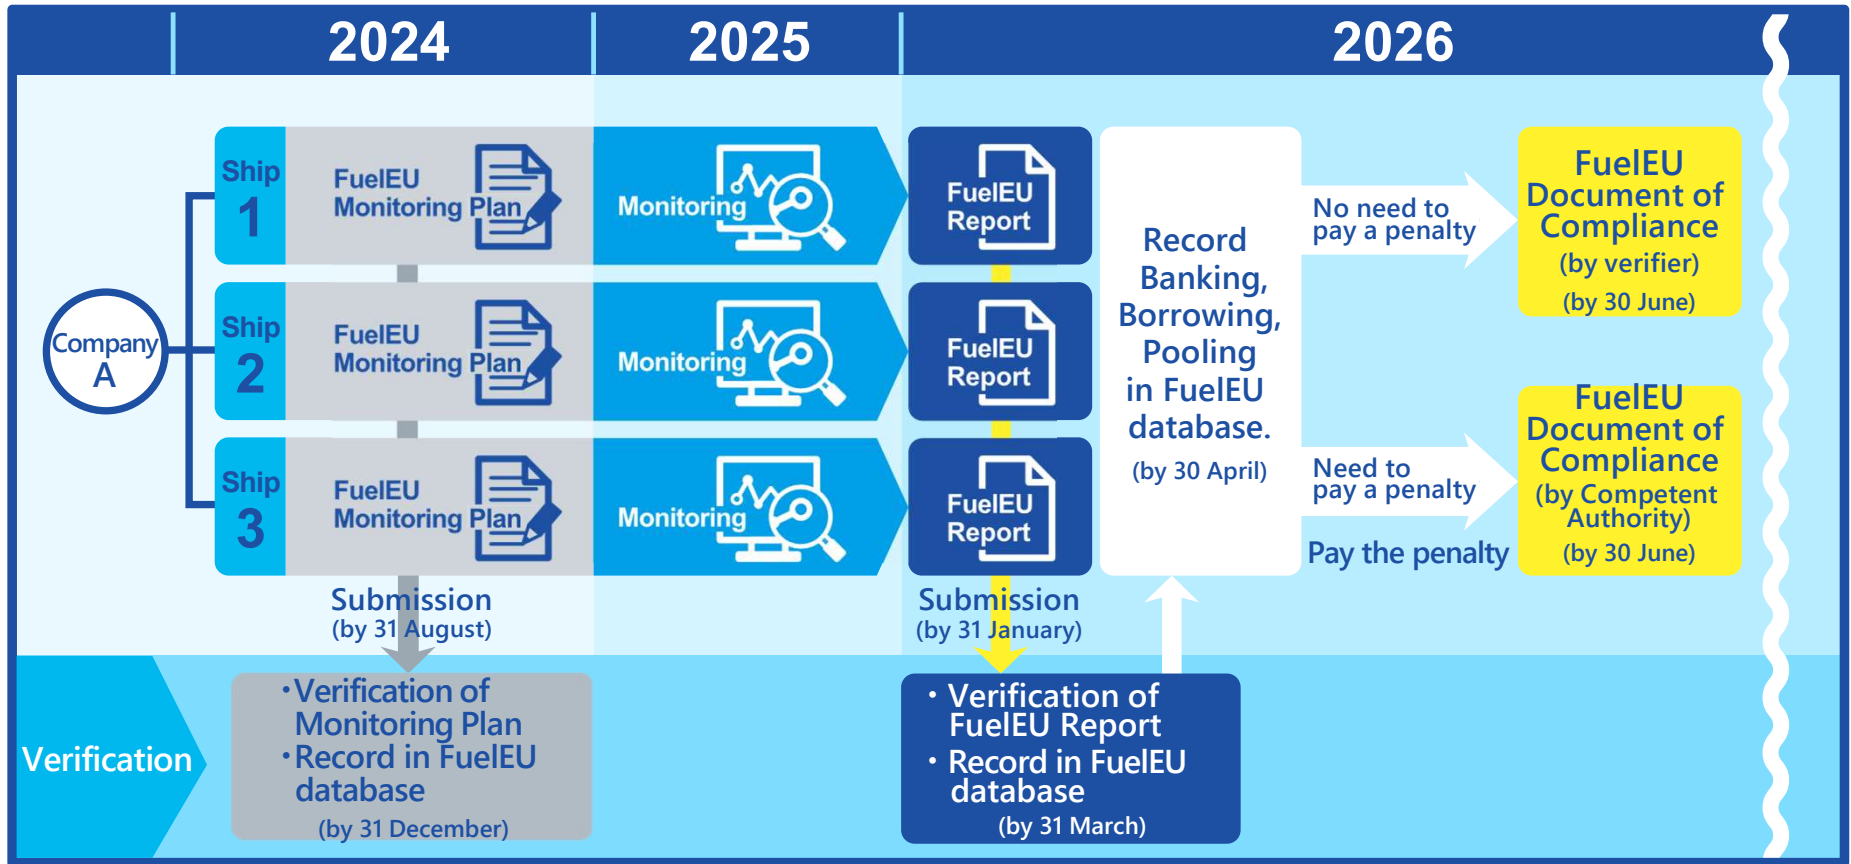 2024
2025
2026
Company
A
Ship
1
FuelEU
Monitoring Plan
Monitoring
FuelEU
Report
Ship
2
FuelEU
Monitoring Plan
Monitoring
FuelEU
Report
Ship
3
FuelEU
Monitoring Plan
Monitoring
FuelEU
Report
Submission
(by 31 August)
Submission
(by 31 January)
Record
Banking,
Borrowing,
Pooling
in FuelEU
database.
(by 30 April)
No need to
pay a penalty
FuelEU
Document of
Compliance
(by verifier)
(by 30 June)
Need to
pay a penalty
Pay the penalty
FuelEU
Document of
Compliance
(by Competent
Authority)
(by 30 June)
Verification
・Verification of
Monitoring Plan
・Record in FuelEU
database
(by 31 December)
・Verification of
FuelEU Report
・Record in FuelEU
database
(by 31 March)